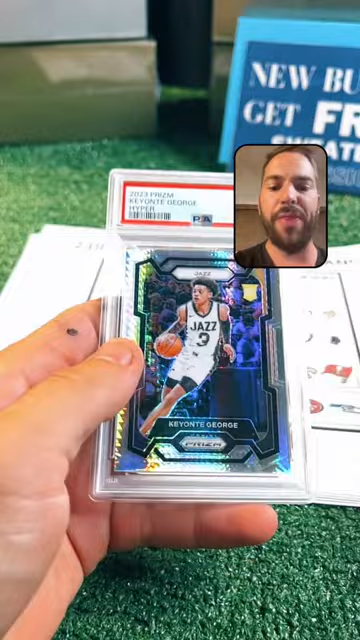 NEW BU
GET FR
2023 PRIZM
KEYONTE GEORGE
HYPER
PSA
JAZZ
JAZZ
3
KEYONTE GEORGE
PRIZM